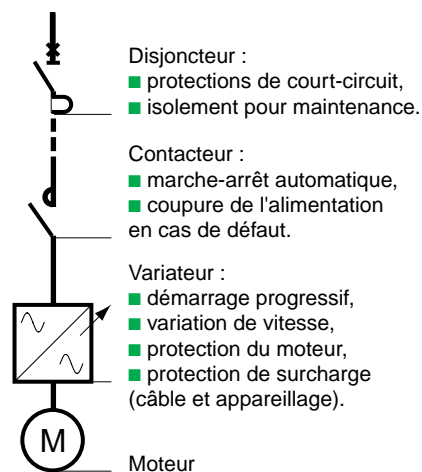 Disjoncteur :
■ protections de court-circuit,
■ isolement pour maintenance.
Contacteur :
■ marche-arrêt automatique,
■ coupure de l'alimentation
en cas de défaut.
Variateur :
■ démarrage progressif,
■ variation de vitesse,
■ protection du moteur,
■ protection de surcharge
(câble et appareillage).
M
Moteur